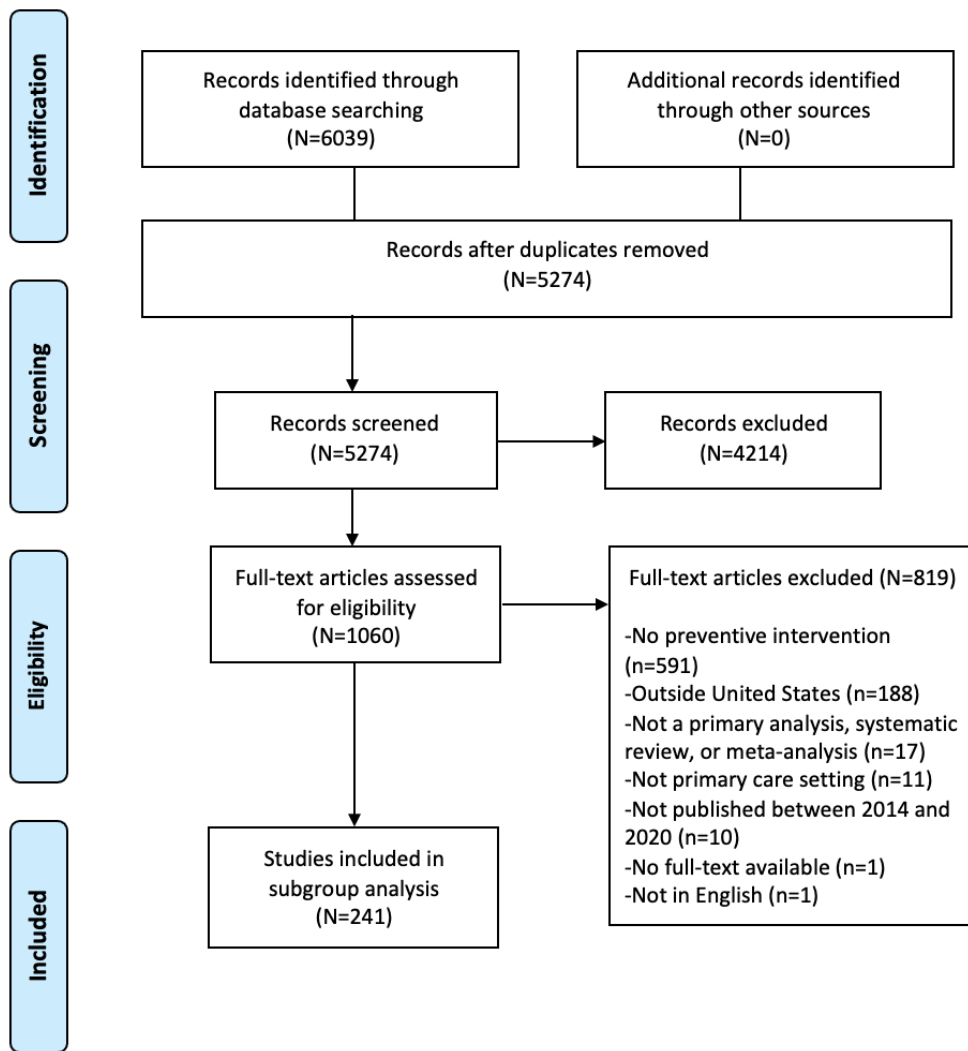 Identification
Records identified through
database searching
(N=6039)
Additional records identified
through other sources
(N=0)
Records after duplicates removed
(N=5274)
Screening
Records screened
(N=5274)
Records excluded
(N=4214)
Eligibility
Full-text articles assessed
for eligibility
(N=1060)
Full-text articles excluded (N=819)
-No preventive intervention
(n=591)
-Outside United States (n=188)
-Not a primary analysis, systematic
review, or meta-analysis (n=17)
-Not primary care setting (n=11)
-Not published between 2014 and
2020 (n=10)
-No full-text available (n=1)
-Not in English (n=1)
Included
Studies included in
subgroup analysis
(N=241)